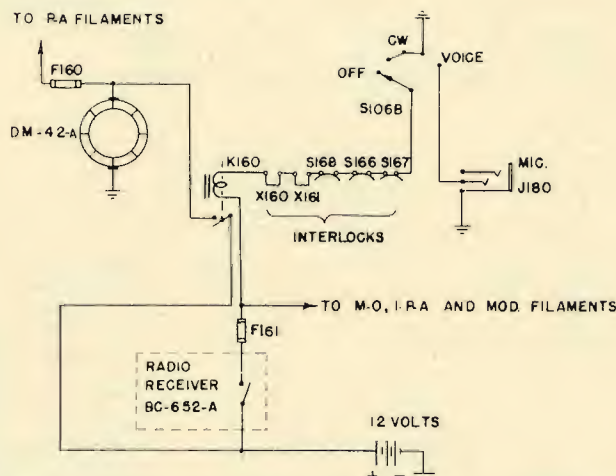 TO P.A FILAMENTS
F160
DM-42-A
CW
OFF
VOICE
S106B
K160
X160
X161
S168
S166
S167
INTERLOCKS
MIC.
J180
TO M-O, I-P.A AND MOD. FILAMENTS
F161
RADIO
RECEIVER
BC-652-A
12 VOLTS
+ -